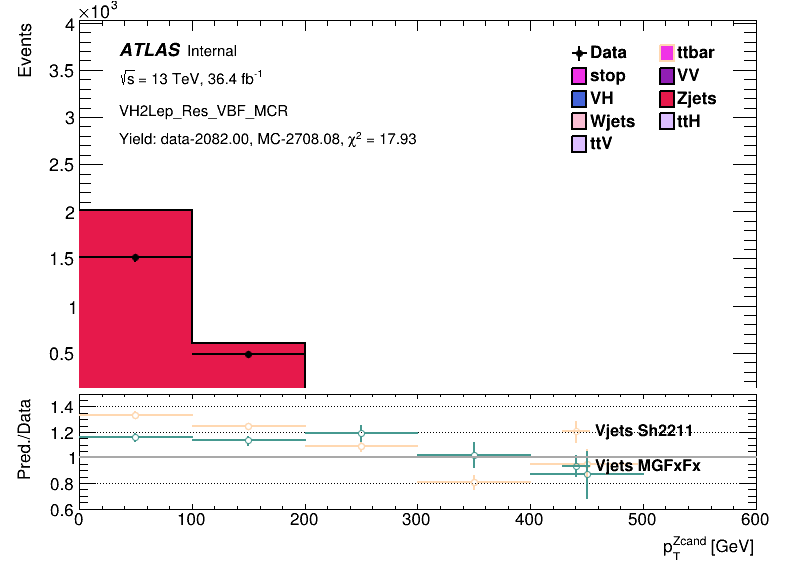 ×10³
Events
4
3.5
3
2.5
2
1.5
1
0.5
ATLAS Internal
√s = 13 TeV, 36.4 fb⁻¹
VH2Lep_Res_VBF_MCR
Yield: data-2082.00, MC-2708.08, χ² = 17.93
Data ttbar
stop VV
VH Zjets
Wjets ttH
ttV
Pred./Data
1.4
1.2
1
0.8
0.6
Vjets Sh2211
Vjets MGFxFx
0 100 200 300 400 500 600
p_T^Zcand [GeV]